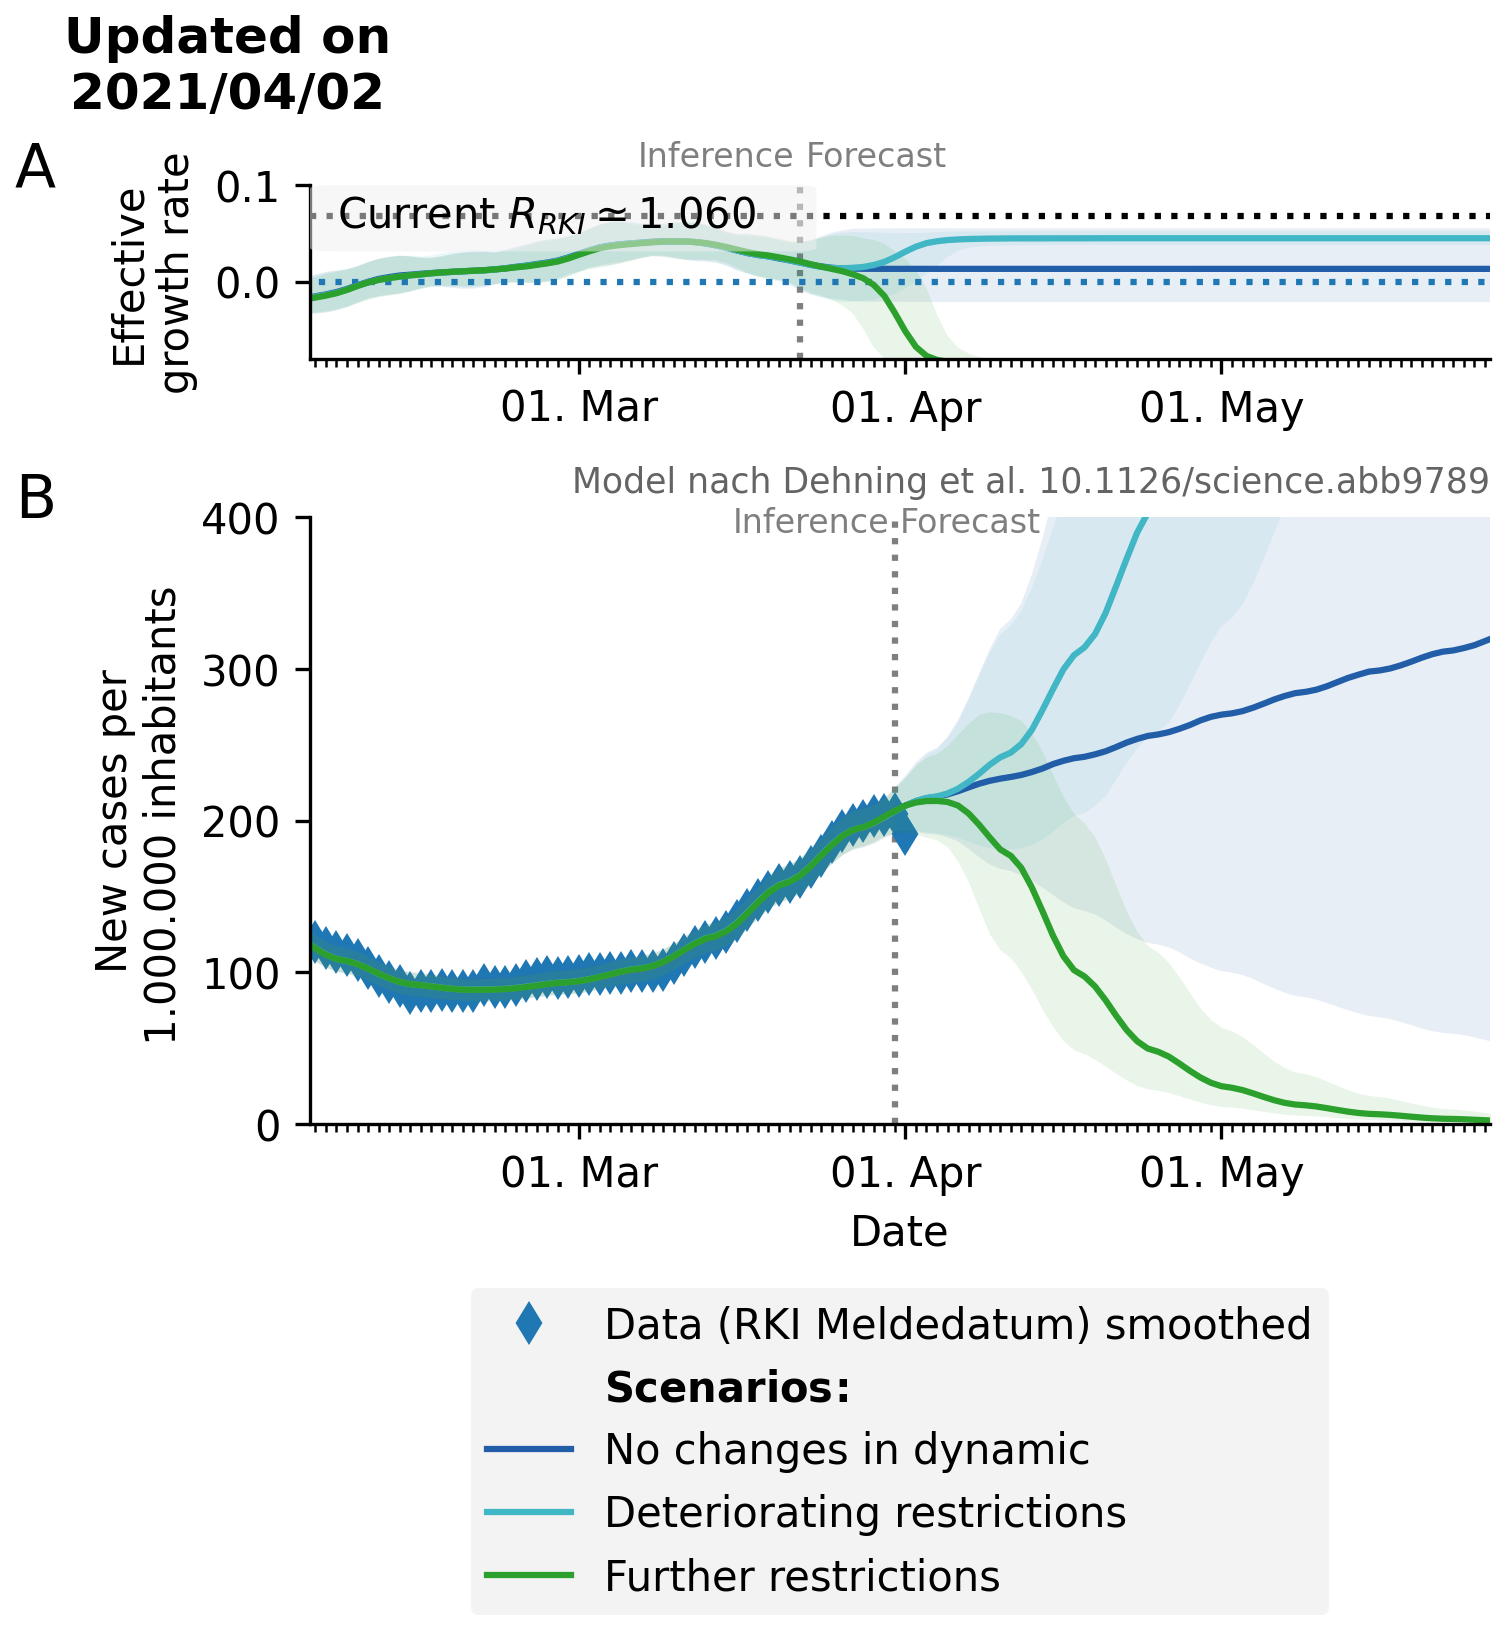 Updated on
2021/04/02
A
Inference Forecast
Effective
growth rate
0.1
0.0
Current R_RKI ≃ 1.060
01. Mar
01. Apr
01. May
B
Model nach Dehning et al. 10.1126/science.abb9789
Inference Forecast
New cases per
1.000.000 inhabitants
400
300
200
100
0
01. Mar
01. Apr
01. May
Date
Data (RKI Meldedatum) smoothed
Scenarios:
No changes in dynamic
Deteriorating restrictions
Further restrictions